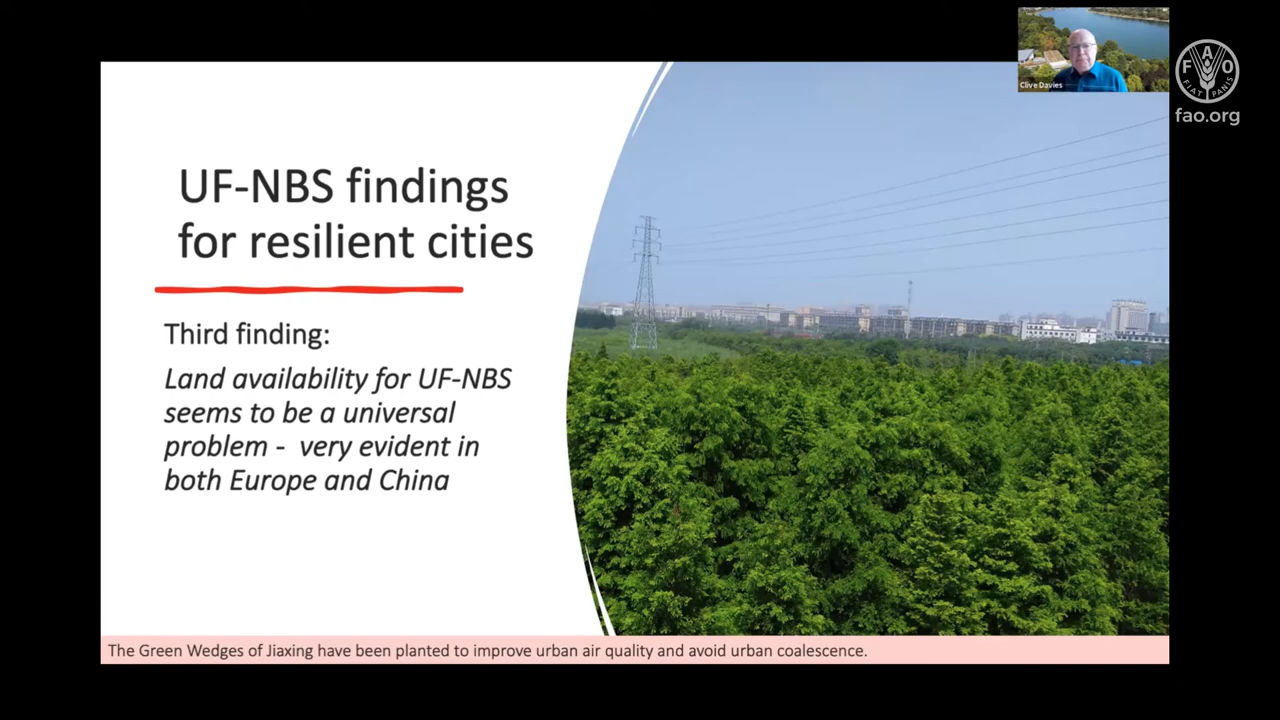 UF-NBS findings
for resilient cities
Third finding:
Land availability for UF-NBS
seems to be a universal
problem - very evident in
both Europe and China
The Green Wedges of Jiaxing have been planted to improve urban air quality and avoid urban coalescence.
Clive Davies
F A O
FIAT PANIS
fao.org